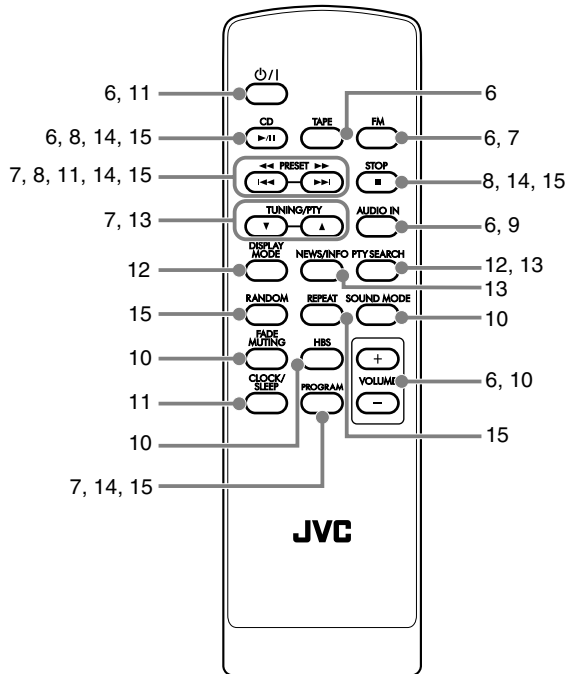 ⏻/|
6, 11
6
CD
TAPE
FM
►/II
6, 8, 14, 15
6, 7
◄◄ PRESET ►►
STOP
I◄◄ ►►I
■
7, 8, 11, 14, 15
8, 14, 15
TUNING/PTY
AUDIO IN
▼ ▲
7, 13
6, 9
DISPLAY
MODE
NEWS/INFO
PTY SEARCH
12
12, 13
13
RANDOM
REPEAT
SOUND MODE
15
10
FADE
MUTING
HBS
+
10
VOLUME
6, 10
CLOCK/
SLEEP
PROGRAM
–
11
10
15
7, 14, 15
JVC